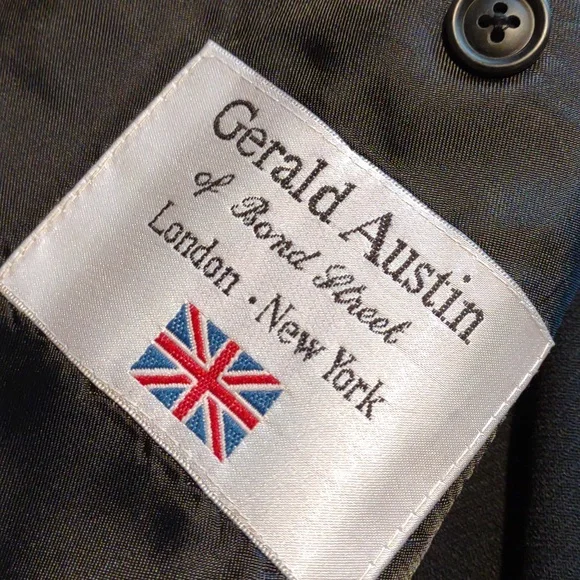 Gerald Austin
of Bond Street
London · New York